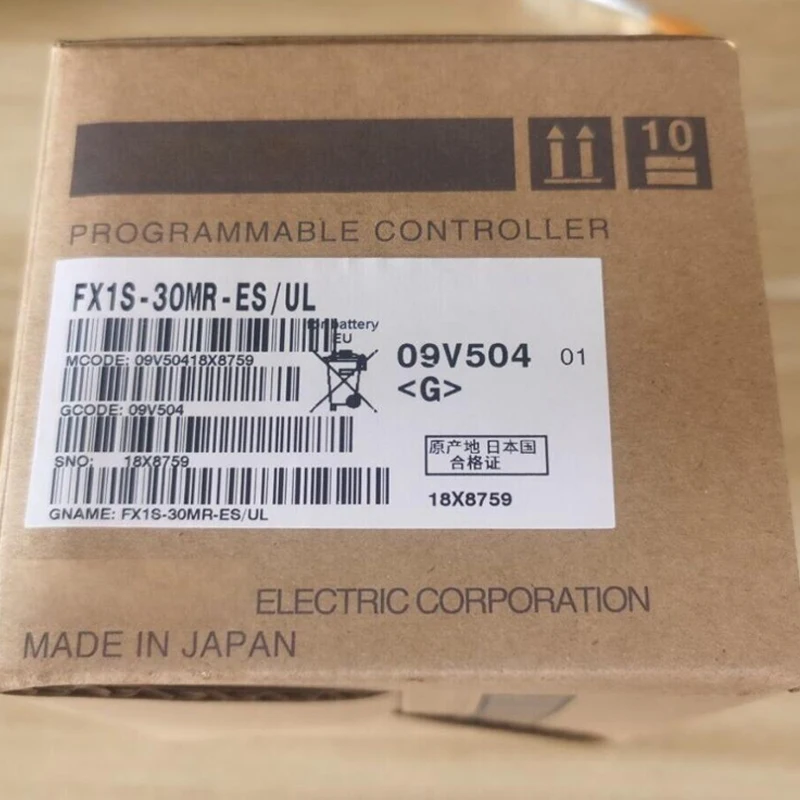 10
PROGRAMMABLE CONTROLLER
FX1S-30MR-ES/UL
for battery
EU
MCODE: 09V50418X8759
09V504 01
<G>
GCODE: 09V504
原产地 日本国
合格证
SNO: 18X8759
18X8759
GNAME: FX1S-30MR-ES/UL
ELECTRIC CORPORATION
MADE IN JAPAN